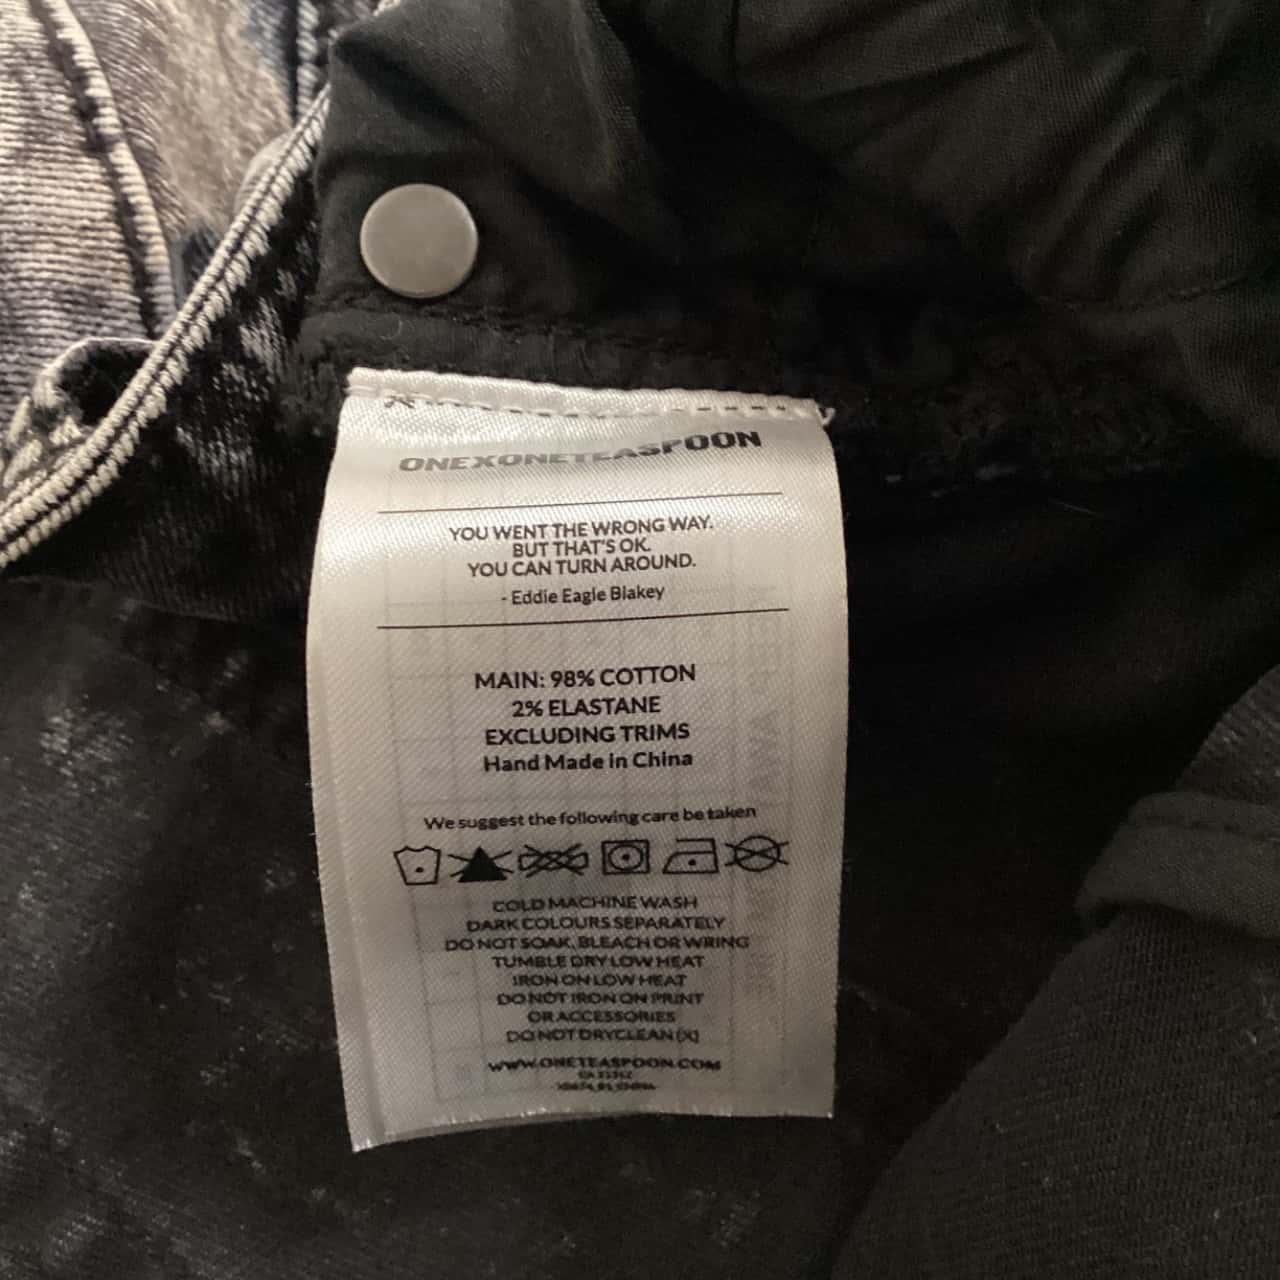 ONEXONETEASPOON
YOU WENT THE WRONG WAY.
BUT THAT'S OK.
YOU CAN TURN AROUND.
- Eddie Eagle Blakey
MAIN: 98% COTTON
2% ELASTANE
EXCLUDING TRIMS
Hand Made in China
We suggest the following care be taken
COLD MACHINE WASH
DARK COLOURS SEPARATELY
DO NOT SOAK, BLEACH OR WRING
TUMBLE DRY LOW HEAT
IRON ON LOW HEAT
DO NOT IRON ON PRINT
OR ACCESSORIES
DO NOT DRYCLEAN (X)
WWW.ONETEASPOON.COM